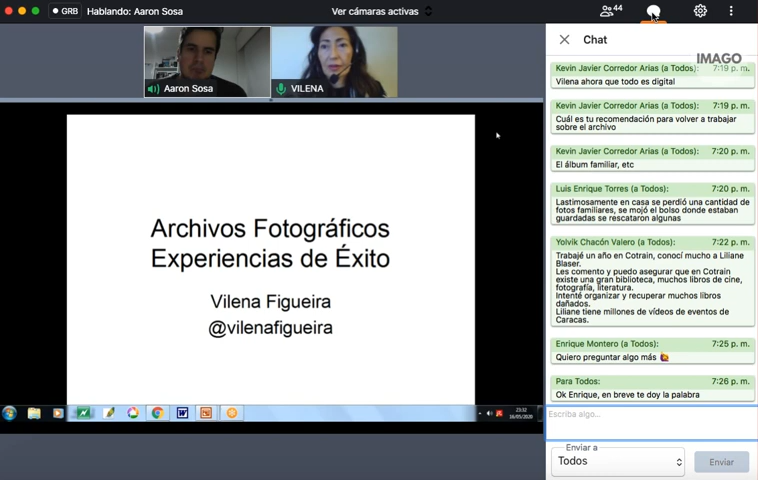 GRB
Hablando: Aaron Sosa
Ver cámaras activas
44
Chat
IMAGO
Aaron Sosa
VILENA
Archivos Fotográficos
Experiencias de Éxito
Vilena Figueira
@vilenafigueira
23:32
16/05/2020
Kevin Javier Corredor Arias (a Todos): 7:19 p. m.
Vilena ahora que todo es digital
Kevin Javier Corredor Arias (a Todos): 7:19 p. m.
Cuál es tu recomendación para volver a trabajar
sobre el archivo
Kevin Javier Corredor Arias (a Todos): 7:20 p. m.
El álbum familiar, etc
Luis Enrique Torres (a Todos): 7:20 p. m.
Lastimosamente en casa se perdió una cantidad de
fotos familiares, se mojó el bolso donde estaban
guardadas se rescataron algunas
Yolvik Chacón Valero (a Todos): 7:22 p. m.
Trabajé un año en Cotrain, conocí mucho a Liliane
Blaser.
Les comento y puedo asegurar que en Cotrain
existe una gran biblioteca, muchos libros de cine,
fotografía, literatura.
Intenté organizar y recuperar muchos libros
dañados.
Liliane tiene millones de vídeos de eventos de
Caracas.
Enrique Montero (a Todos): 7:25 p. m.
Quiero preguntar algo más 🙋
Para Todos: 7:26 p. m.
Ok Enrique, en breve te doy la palabra
Escriba algo...
Enviar a
Todos
Enviar